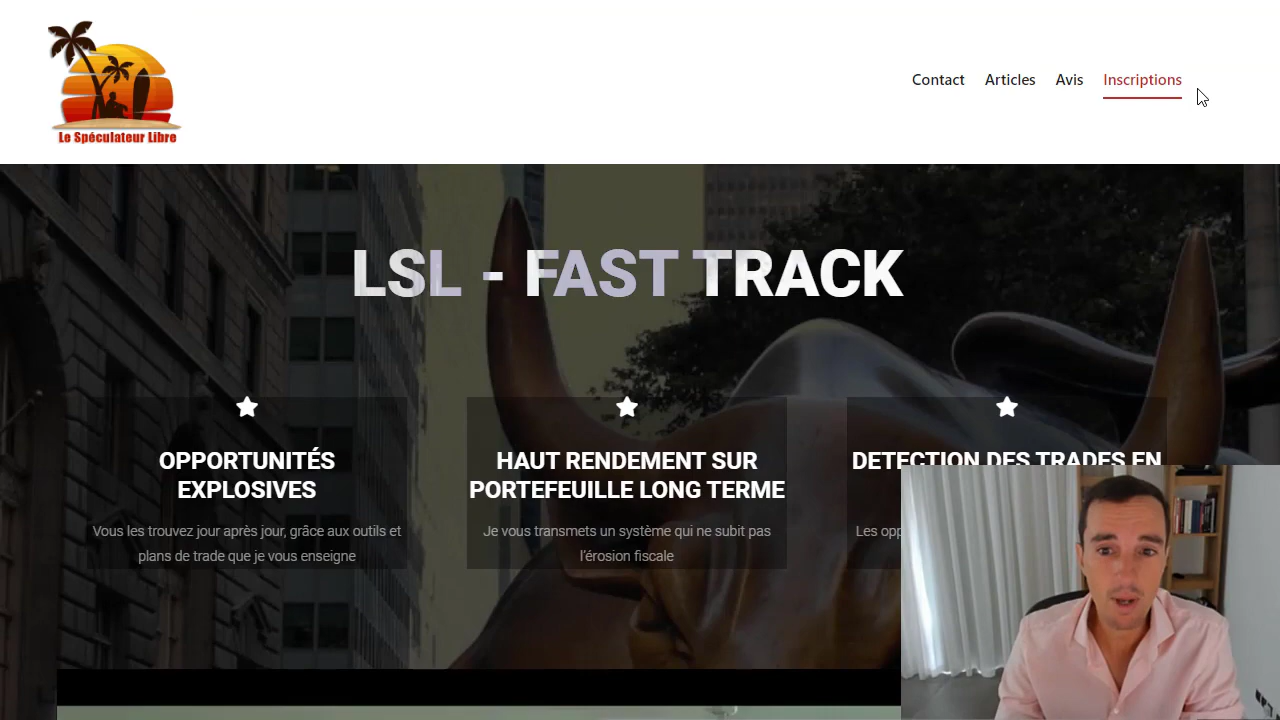 Le Spéculateur Libre
Contact Articles Avis Inscriptions
LSL - FAST TRACK
OPPORTUNITÉS
EXPLOSIVES
Vous les trouvez jour après jour, grâce aux outils et
plans de trade que je vous enseigne
HAUT RENDEMENT SUR
PORTEFEUILLE LONG TERME
Je vous transmets un système qui ne subit pas
l'érosion fiscale
DETECTION DES TRADES EN
Les opp